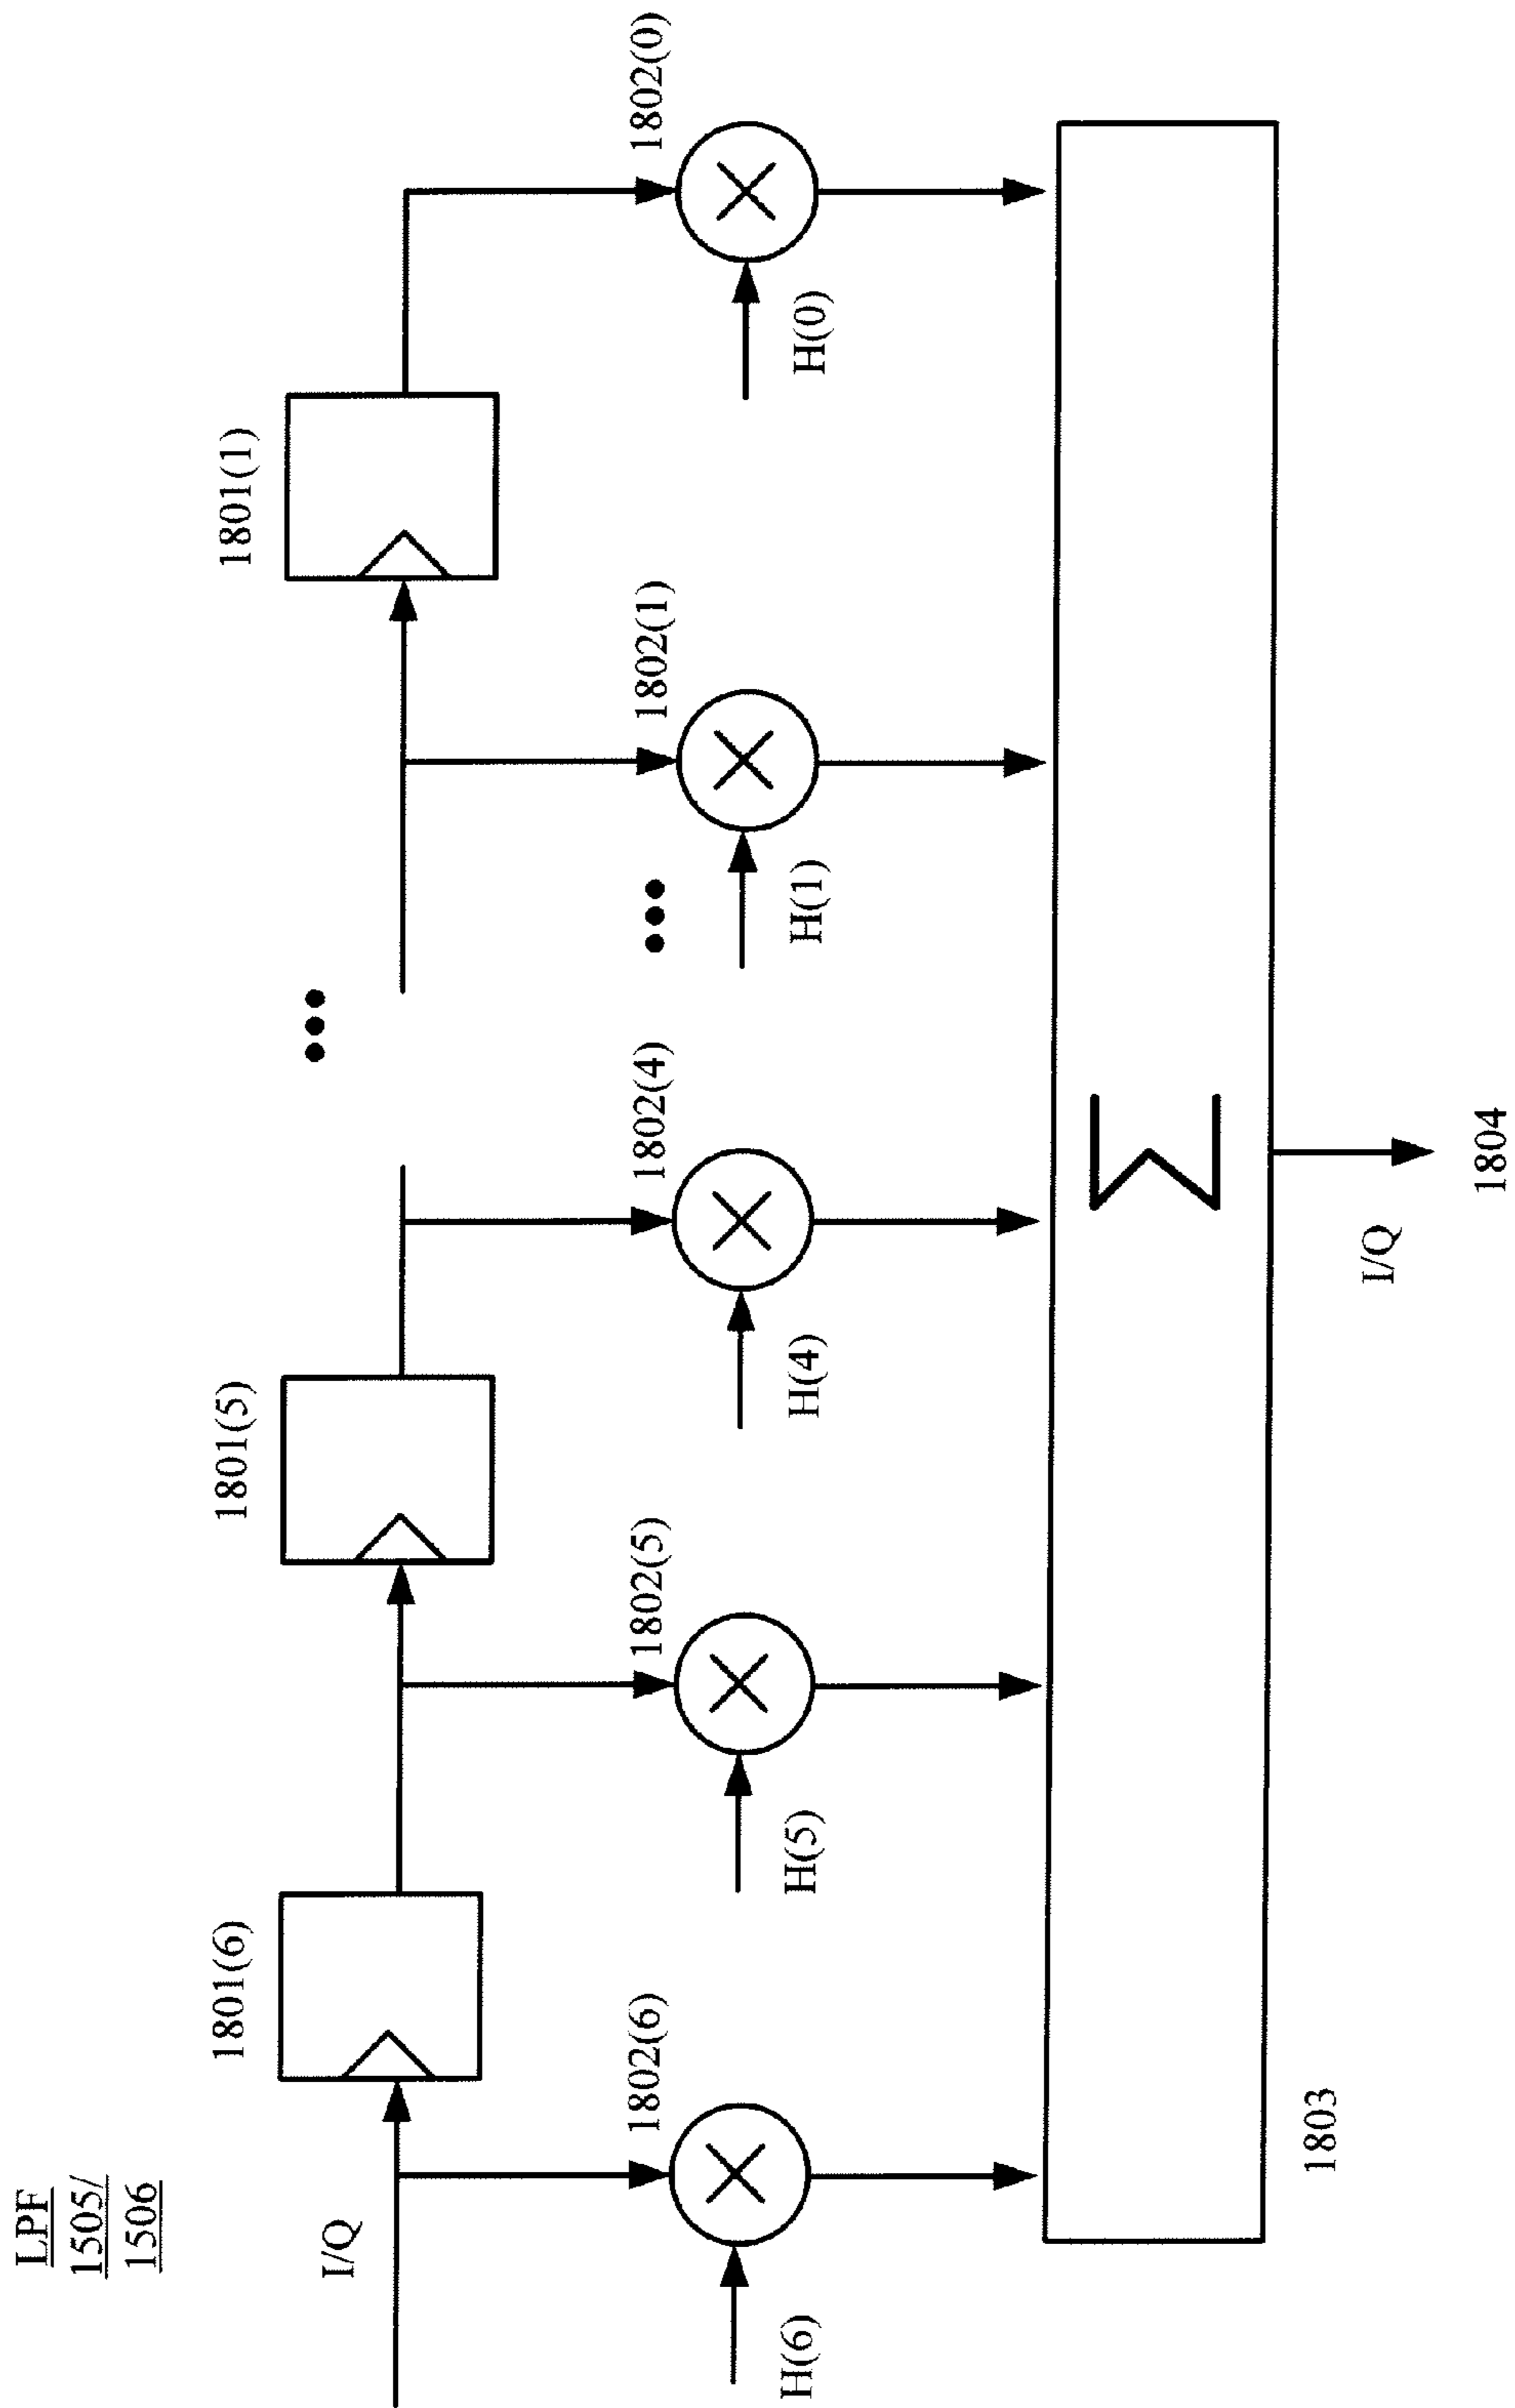 LPF
1505/
1506
I/Q
1801(6)
1801(5)
•••
1801(1)
1802(6)
1802(5)
1802(4)
•••
1802(1)
1802(0)
H(6)
H(5)
H(4)
H(1)
H(0)
Σ
1803
I/Q
1804